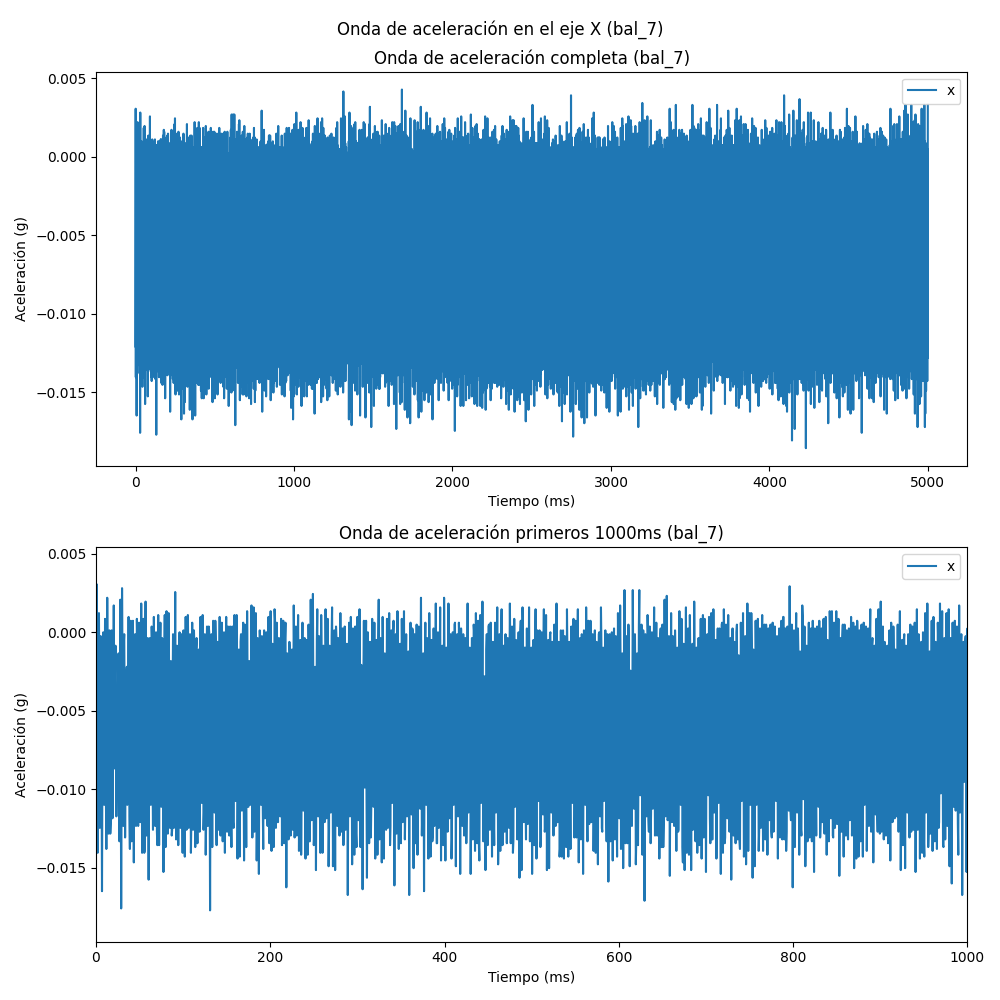 Onda de aceleración en el eje X (bal_7)
Onda de aceleración completa (bal_7)
0.005
0.000
−0.005
−0.010
−0.015
Aceleración (g)
x
0 1000 2000 3000 4000 5000
Tiempo (ms)
Onda de aceleración primeros 1000ms (bal_7)
0.005
0.000
−0.005
−0.010
−0.015
Aceleración (g)
x
0 200 400 600 800 1000
Tiempo (ms)